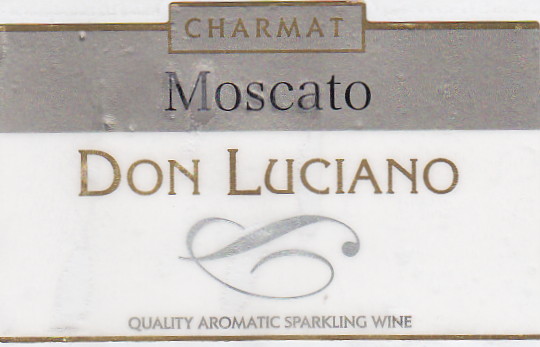 CHARMAT
Moscato
DON LUCIANO
QUALITY AROMATIC SPARKLING WINE